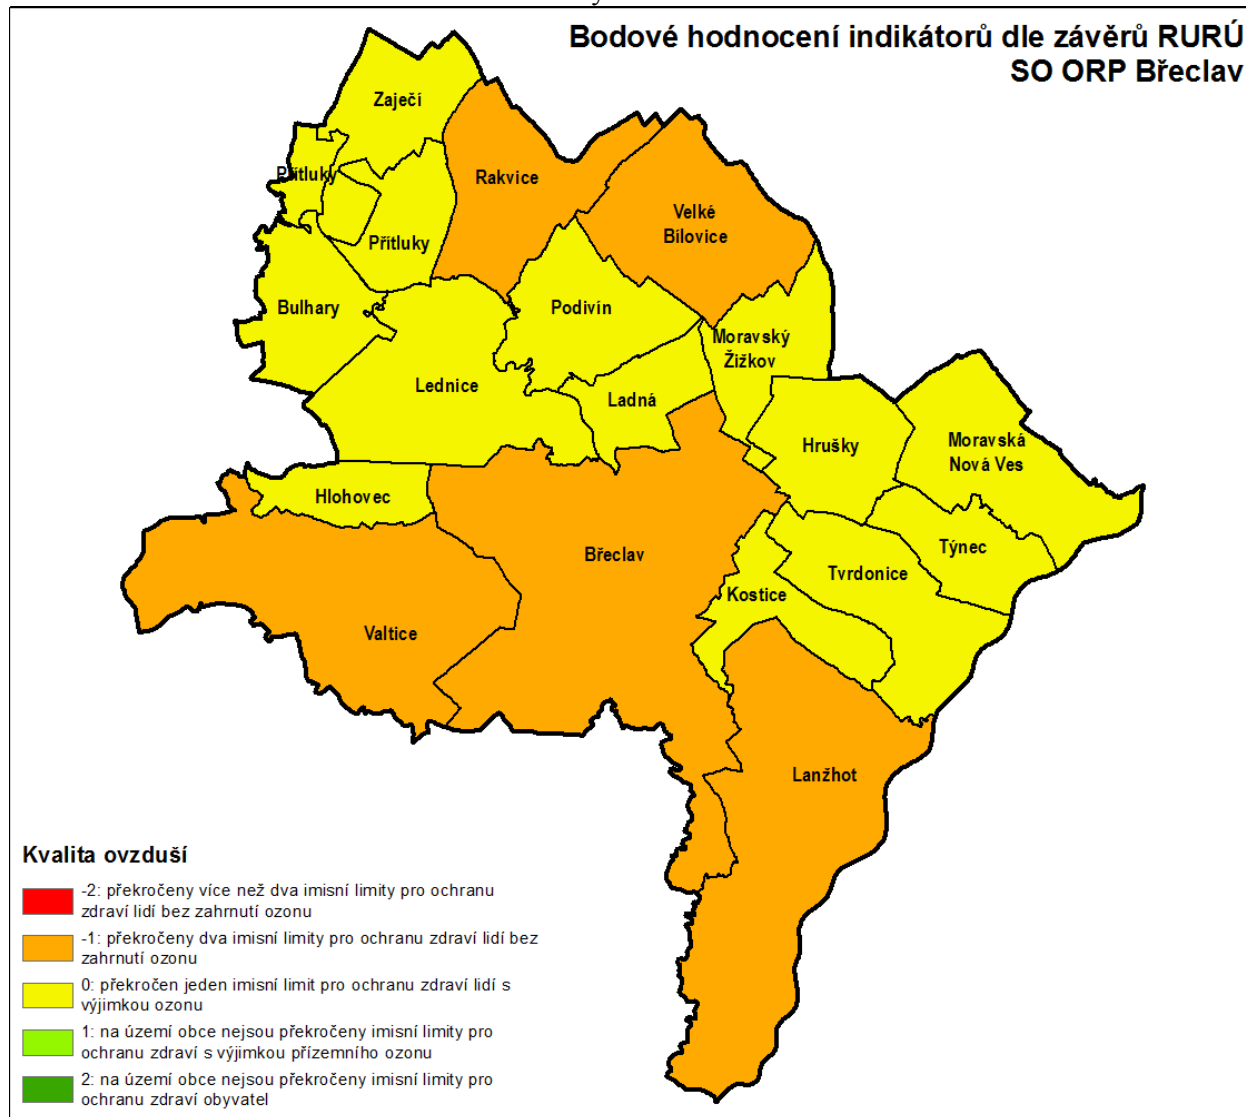 Bodové hodnocení indikátorů dle závěrů RURÚ
SO ORP Břeclav
Zaječí
Přítluky
Rakvice
Velké
Bílovice
Přítluky
Bulhary
Podivín
Moravský
Žižkov
Lednice
Ladná
Hrušky
Moravská
Nová Ves
Hlohovec
Břeclav
Týnec
Tvrdonice
Kostice
Valtice
Lanžhot
Kvalita ovzduší
-2: překročeny více než dva imisní limity pro ochranu
zdraví lidí bez zahrnutí ozonu
-1: překročeny dva imisní limity pro ochranu zdraví lidí bez
zahrnutí ozonu
0: překročen jeden imisní limit pro ochranu zdraví lidí s
výjimkou ozonu
1: na území obce nejsou překročeny imisní limity pro
ochranu zdraví s výjimkou přízemního ozonu
2: na území obce nejsou překročeny imisní limity pro
ochranu zdraví obyvatel